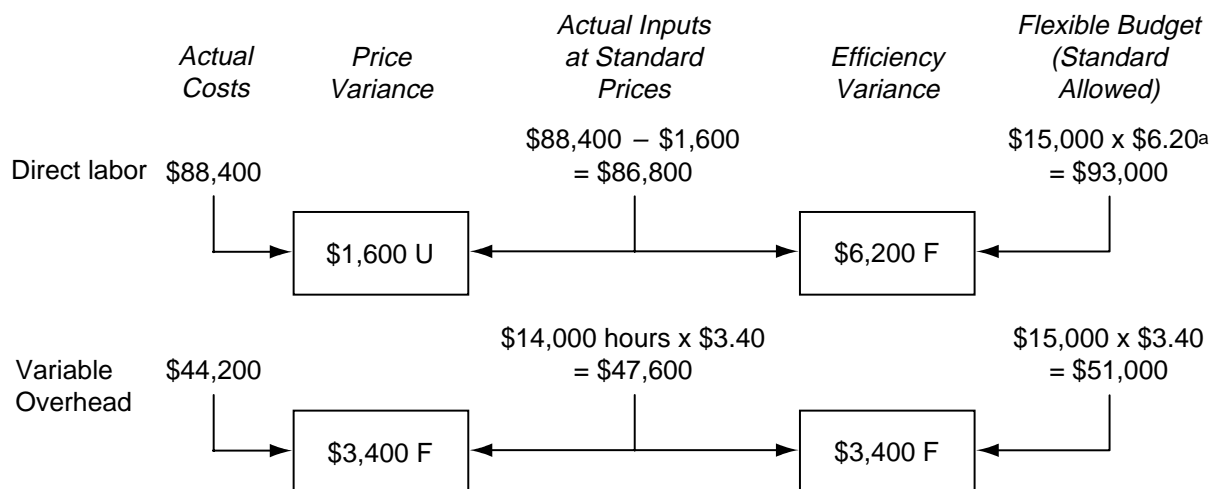 Actual
Costs
Price
Variance
Actual Inputs
at Standard
Prices
Efficiency
Variance
Flexible Budget
(Standard
Allowed)
Direct labor
$88,400
$88,400 – $1,600
= $86,800
$15,000 x $6.20a
= $93,000
$1,600 U
$6,200 F
Variable
Overhead
$44,200
$14,000 hours x $3.40
= $47,600
$15,000 x $3.40
= $51,000
$3,400 F
$3,400 F